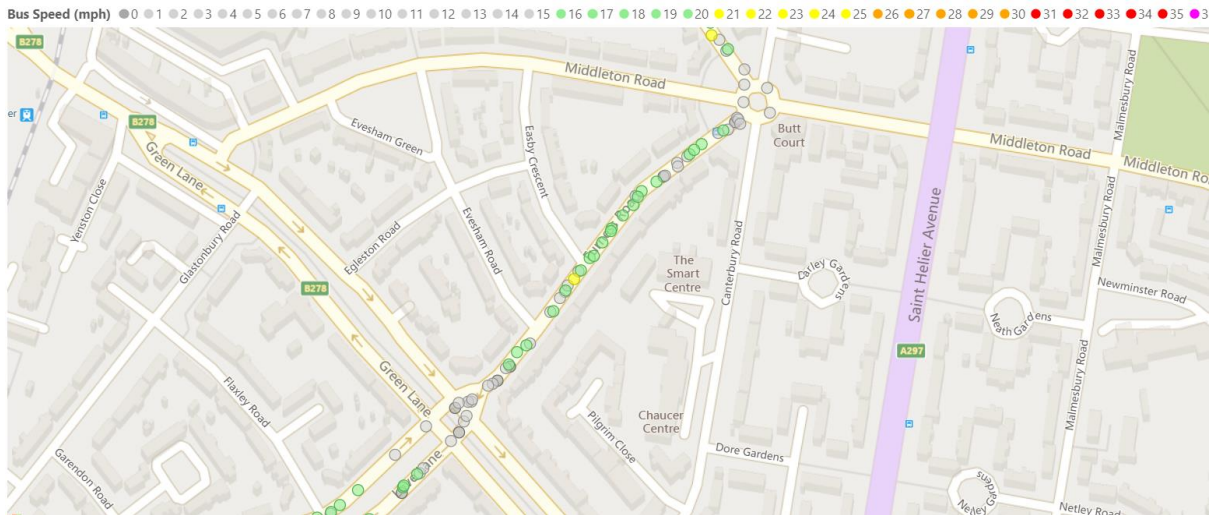 Bus Speed (mph) 0 1 2 3 4 5 6 7 8 9 10 11 12 13 14 15 16 17 18 19 20 21 22 23 24 25 26 27 28 29 30 31 32 33 34 35 3
B278
Middleton Road
er
B278
Evesham Green
Easby Crescent
Butt
Court
Middleton Road
Malmesbury Road
Middleton Ro
Green Lane
Yenston Close
Glastonbury Road
Egleston Road
Evesham Road
The
Smart
Centre
Canterbury Road
Saint Helier Avenue
Malmesbury Road
Newminster Road
B278
Neath Gardens
A297
Green Lane
Flaxley Road
Chaucer
Centre
Pilgrim Close
Dore Gardens
Malmesbury Road
Garendon Road
Lane
Netley Gardens
Netley Road